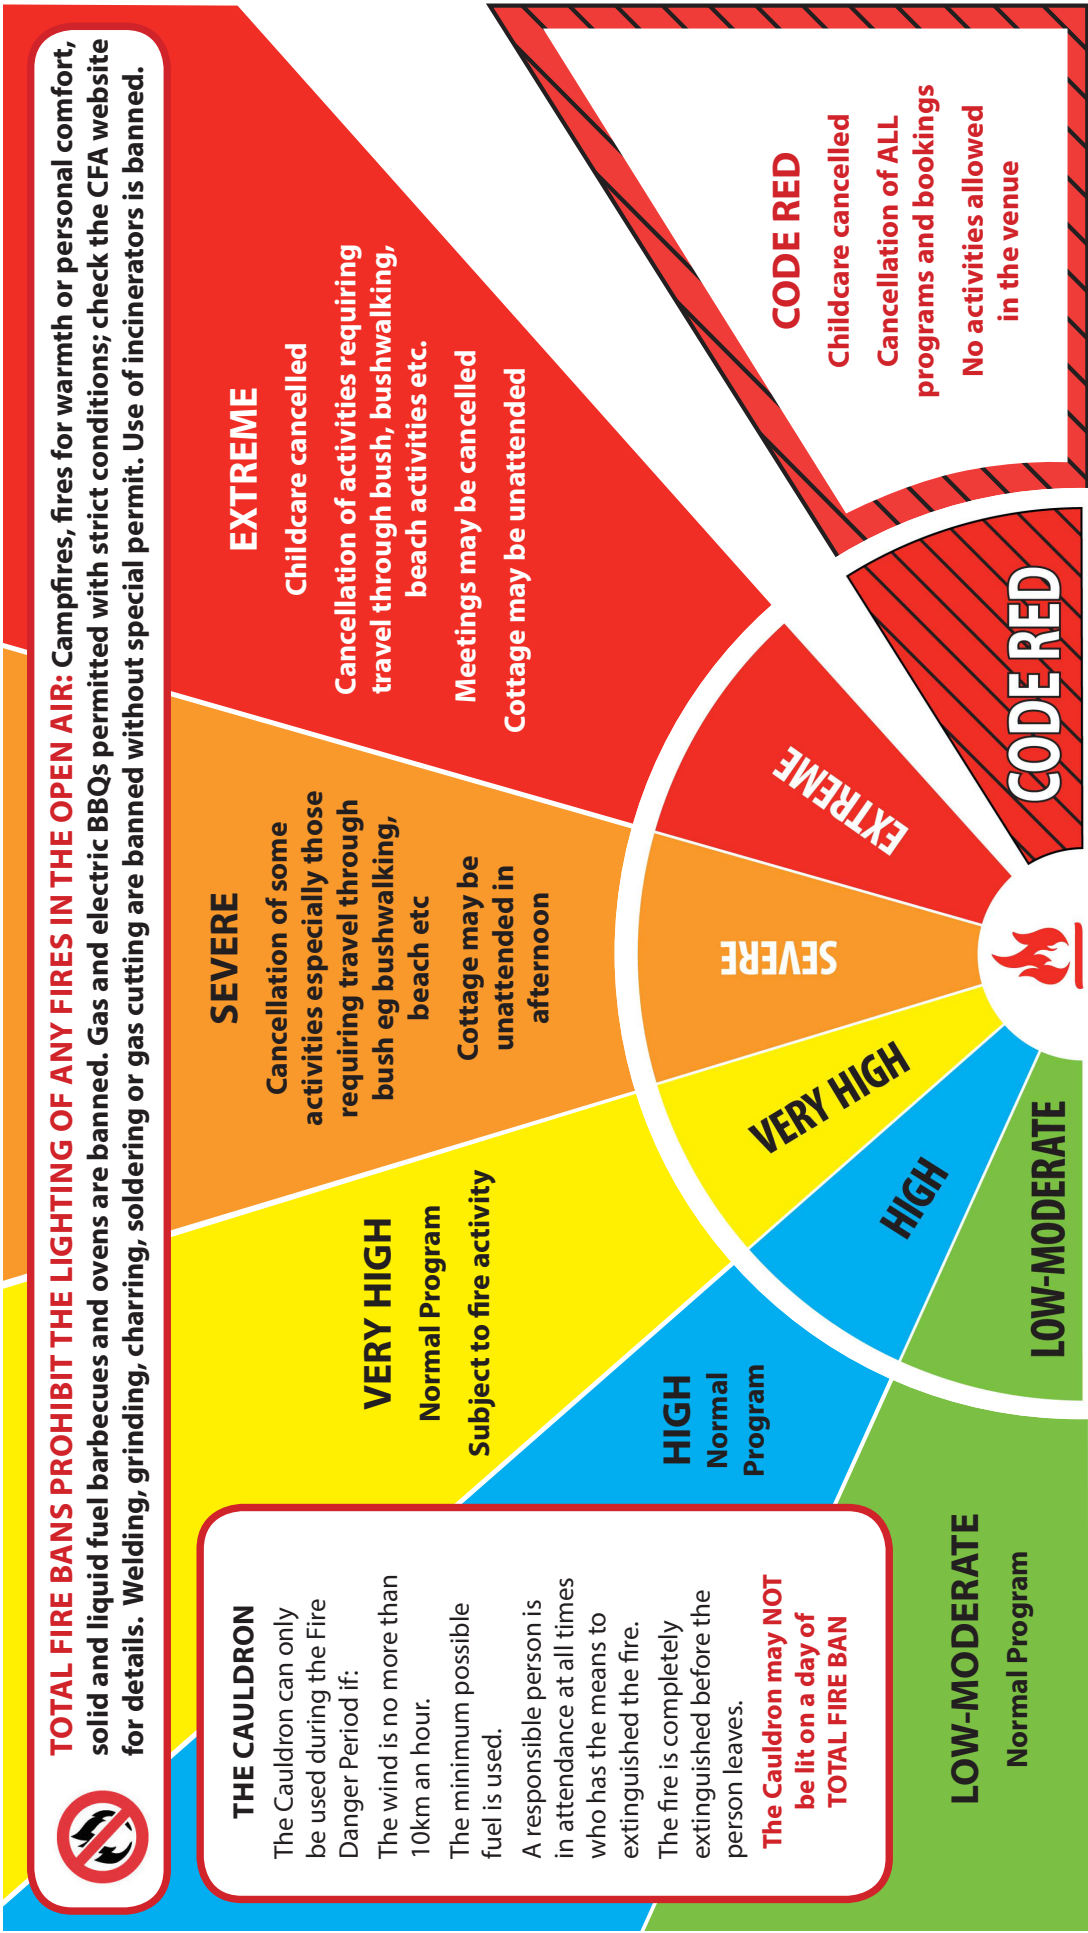 TOTAL FIRE BANS PROHIBIT THE LIGHTING OF ANY FIRES IN THE OPEN AIR: Campfires, fires for warmth or personal comfort,
solid and liquid fuel barbecues and ovens are banned. Gas and electric BBQs permitted with strict conditions; check the CFA website
for details. Welding, grinding, charring, soldering or gas cutting are banned without special permit. Use of incinerators is banned.
THE CAULDRON
The Cauldron can only
be used during the Fire
Danger Period if:
The wind is no more than
10km an hour.
The minimum possible
fuel is used.
A responsible person is
in attendance at all times
who has the means to
extinguished the fire.
The fire is completely
extinguished before the
person leaves.
The Cauldron may NOT
be lit on a day of
TOTAL FIRE BAN
LOW-MODERATE
Normal Program
HIGH
Normal
Program
VERY HIGH
Normal Program
Subject to fire activity
SEVERE
Cancellation of some
activities especially those
requiring travel through
bush eg bushwalking,
beach etc
Cottage may be
unattended in
afternoon
EXTREME
Childcare cancelled
Cancellation of activities requiring
travel through bush, bushwalking,
beach activities etc.
Meetings may be cancelled
Cottage may be unattended
CODE RED
Childcare cancelled
Cancellation of ALL
programs and bookings
No activities allowed
in the venue
LOW-MODERATE
HIGH
VERY HIGH
SEVERE
EXTREME
CODE RED